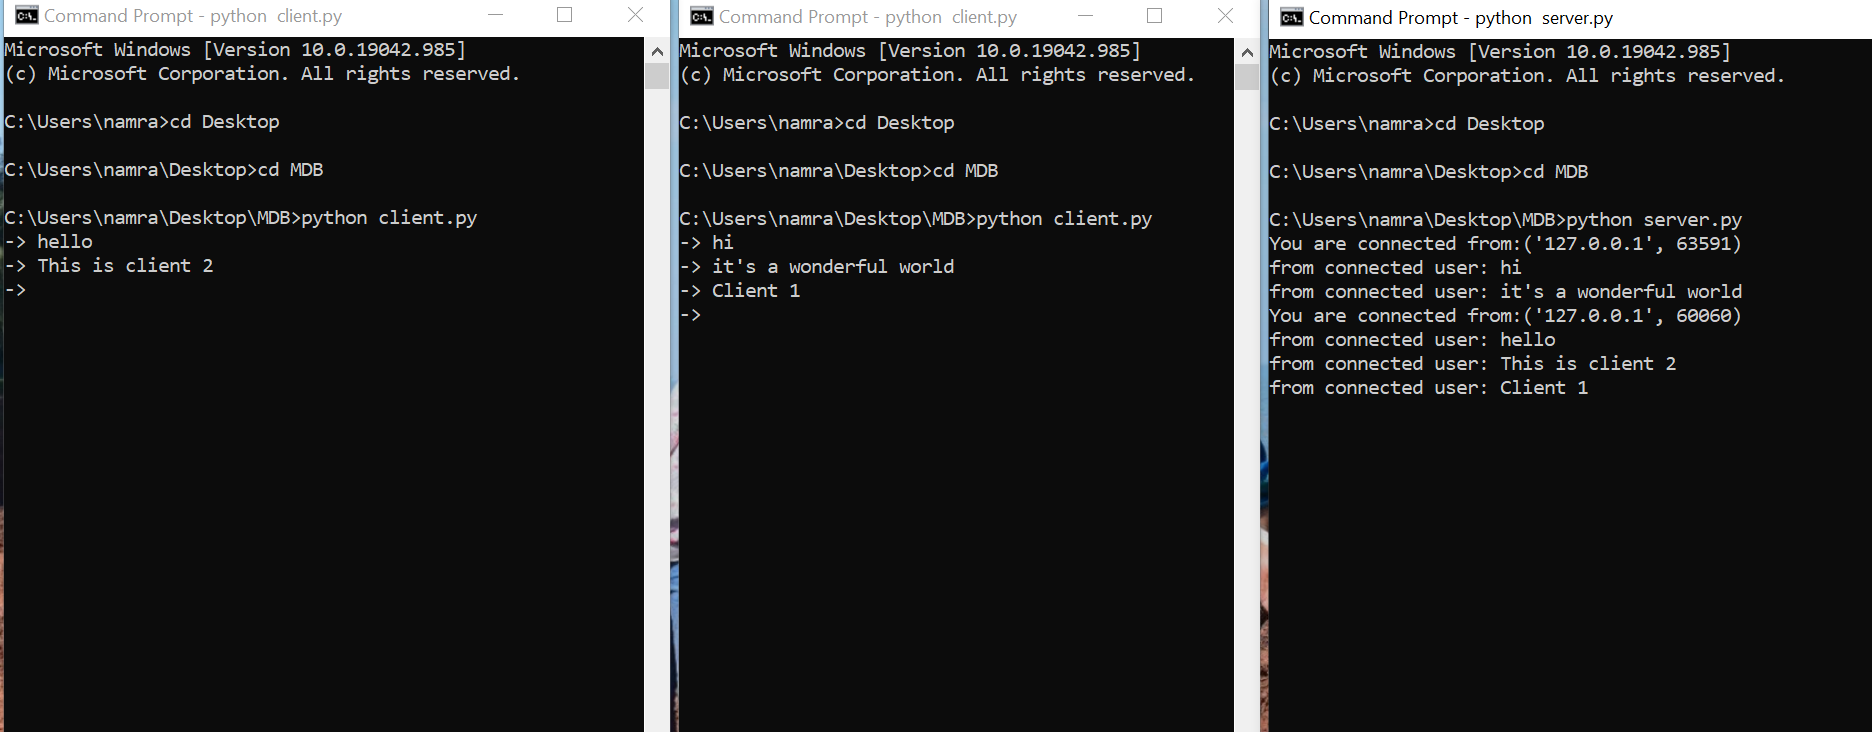 Command Prompt - python  client.py
Microsoft Windows [Version 10.0.19042.985]
(c) Microsoft Corporation. All rights reserved.
C:\Users\namra>cd Desktop
C:\Users\namra\Desktop>cd MDB
C:\Users\namra\Desktop\MDB>python client.py
-> hello
-> This is client 2
->
Command Prompt - python  client.py
Microsoft Windows [Version 10.0.19042.985]
(c) Microsoft Corporation. All rights reserved.
C:\Users\namra>cd Desktop
C:\Users\namra\Desktop>cd MDB
C:\Users\namra\Desktop\MDB>python client.py
-> hi
-> it's a wonderful world
-> Client 1
->
Command Prompt - python  server.py
Microsoft Windows [Version 10.0.19042.985]
(c) Microsoft Corporation. All rights reserved.
C:\Users\namra>cd Desktop
C:\Users\namra\Desktop>cd MDB
C:\Users\namra\Desktop\MDB>python server.py
You are connected from:('127.0.0.1', 63591)
from connected user: hi
from connected user: it's a wonderful world
You are connected from:('127.0.0.1', 60060)
from connected user: hello
from connected user: This is client 2
from connected user: Client 1